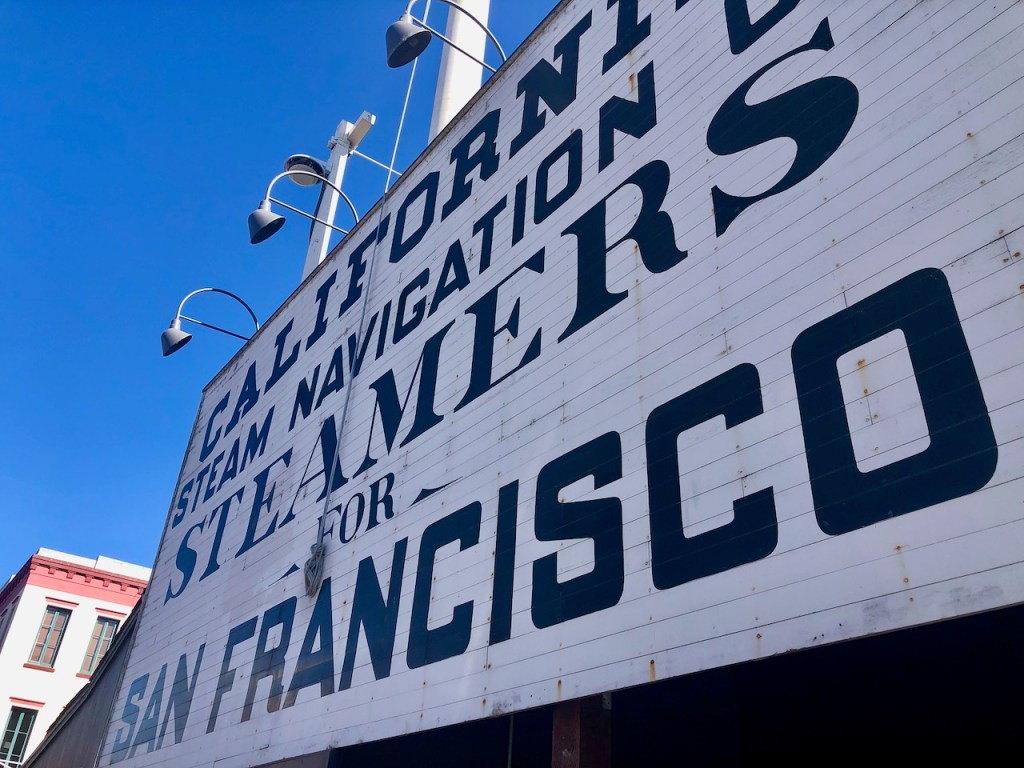 CALIFORNIA
STEAM NAVIGATION
STEAMERS
FOR
SAN FRANCISCO